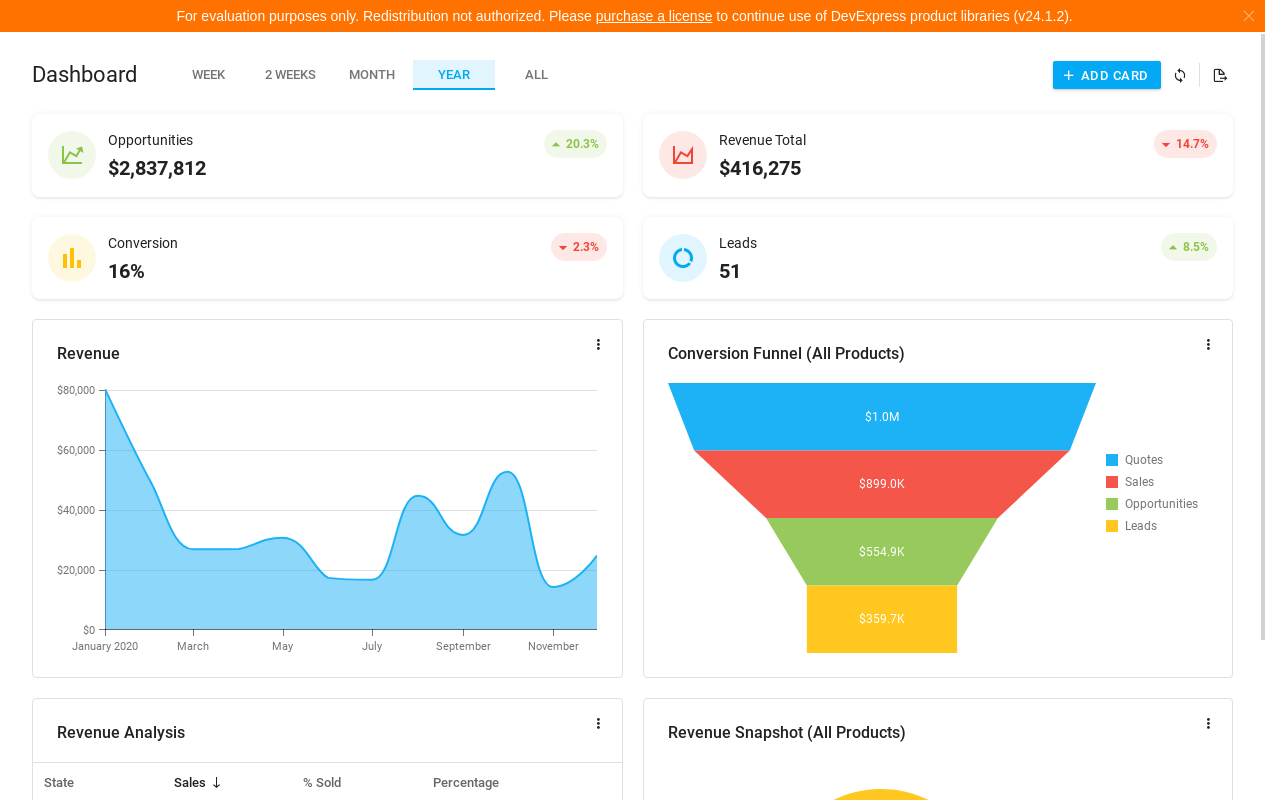 For evaluation purposes only. Redistribution not authorized. Please purchase a license to continue use of DevExpress product libraries (v24.1.2).
Dashboard
WEEK
2 WEEKS
MONTH
YEAR
ALL
ADD CARD
Opportunities
$2,837,812
20.3%
Revenue Total
$416,275
14.7%
Conversion
16%
2.3%
Leads
51
8.5%
Revenue
$80,000
$60,000
$40,000
$20,000
$0
January 2020
March
May
July
September
November
Conversion Funnel (All Products)
$1.0M
$899.0K
$554.9K
$359.7K
Quotes
Sales
Opportunities
Leads
Revenue Analysis
State
Sales
% Sold
Percentage
Revenue Snapshot (All Products)